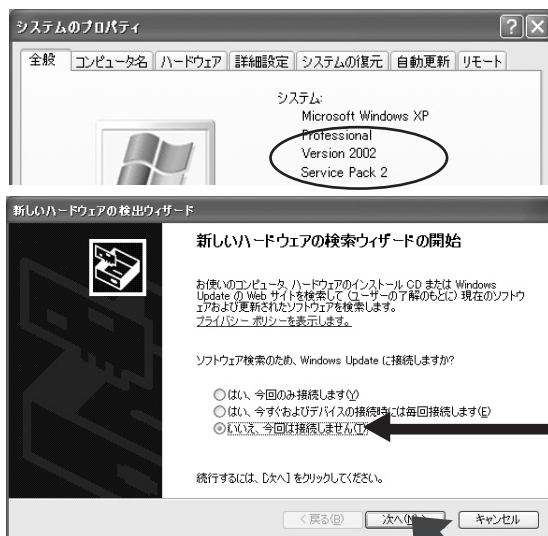 システムのプロパティ
全般 コンピュータ名 ハードウェア 詳細設定 システムの復元 自動更新 リモート
システム:
Microsoft Windows XP
Professional
Version 2002
Service Pack 2
新しいハードウェアの検出ウィザード
新しいハードウェアの検索ウィザードの開始
お使いのコンピュータ、ハードウェアのインストール CD または Windows
Update の Web サイトを検索して (ユーザーの了解のもとに) 現在のソフトウ
ェアおよび更新されたソフトウェアを検索します。
プライバシー ポリシーを表示します。
ソフトウェア検索のため、Windows Update に接続しますか?
はい、今回のみ接続します(Y)
はい、今すぐおよびデバイスの接続時には毎回接続します(E)
いいえ、今回は接続しません(T)
続行するには、[次へ] をクリックしてください。
< 戻る(B) 次へ(N) > キャンセル